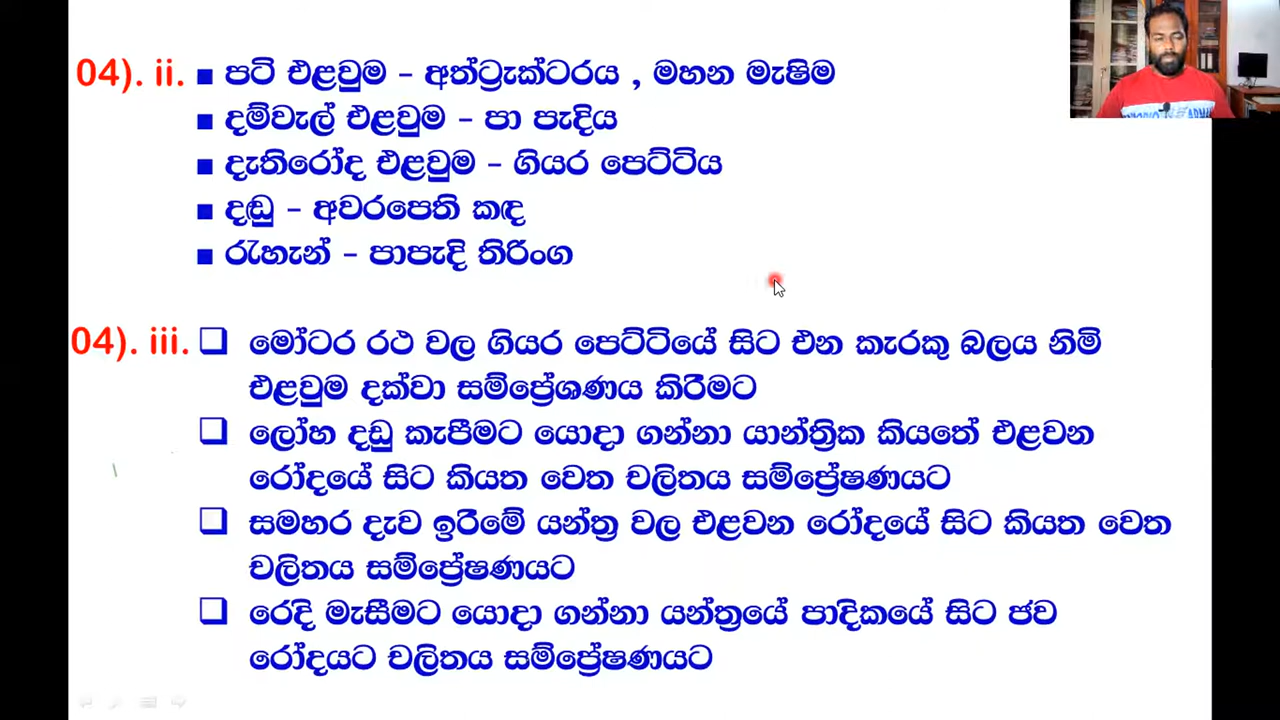 04). ii. ■ පටි එළවුම – අත්ට්‍රැක්ටරය , මහන මැෂිම
■ දම්වැල් එළවුම – පා පැදිය
■ දැතිරෝද එළවුම – ගියර පෙට්ටිය
■ දඬු – අවරපෙති කඳ
■ රැහැන් – පාපැදි තිරිංග
04). iii. ❑ මෝටර රථ වල ගියර පෙට්ටියේ සිට එන කැරකු බලය නිමි
එළවුම දක්වා සම්ප්‍රේශණය කිරීමට
❑ ලෝහ දඩු කැපීමට යොදා ගන්නා යාන්ත්‍රික කියතේ එළවන
රෝදයේ සිට කියත වෙත චලිතය සම්ප්‍රේෂණයට
❑ සමහර දැව ඉරීමේ යන්ත්‍ර වල එළවන රෝදයේ සිට කියත වෙත
චලිතය සම්ප්‍රේෂණයට
❑ රෙදි මැසීමට යොදා ගන්නා යන්ත්‍රයේ පාදිකයේ සිට ජව
රෝදයට චලිතය සම්ප්‍රේෂණයට